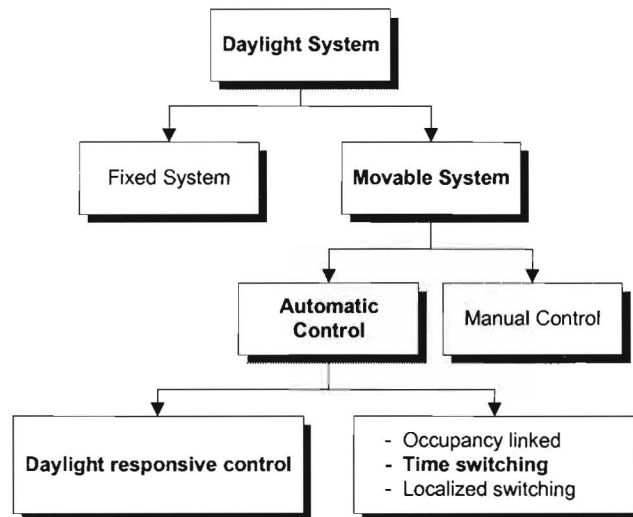 Daylight System
Fixed System
Movable System
Automatic
Control
Manual Control
Daylight responsive control
- Occupancy linked
- Time switching
- Localized switching